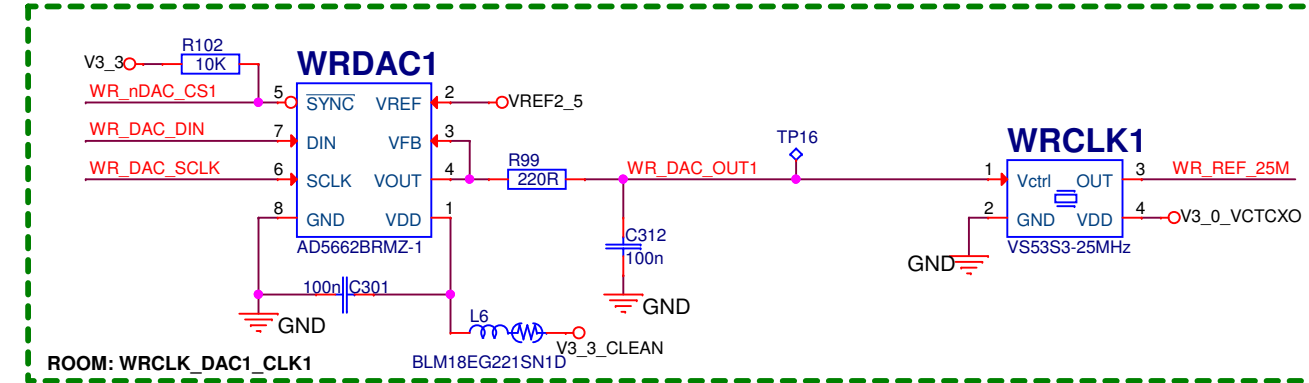 R102
V3_3
10K
WRDAC1
WR_nDAC_CS1
5
SYNC
VREF
2
VREF2_5
WR_DAC_DIN
7
DIN
VFB
3
TP16
WRCLK1
WR_DAC_SCLK
6
SCLK
VOUT
4
R99
220R
WR_DAC_OUT1
1
Vctrl
OUT
3
WR_REF_25M
8
GND
VDD
1
2
GND
VDD
4
V3_0_VCTCXO
AD5662BRMZ-1
C312
100n
VS53S3-25MHz
GND
100n
C301
GND
GND
L6
V3_3_CLEAN
BLM18EG221SN1D
ROOM: WRCLK_DAC1_CLK1